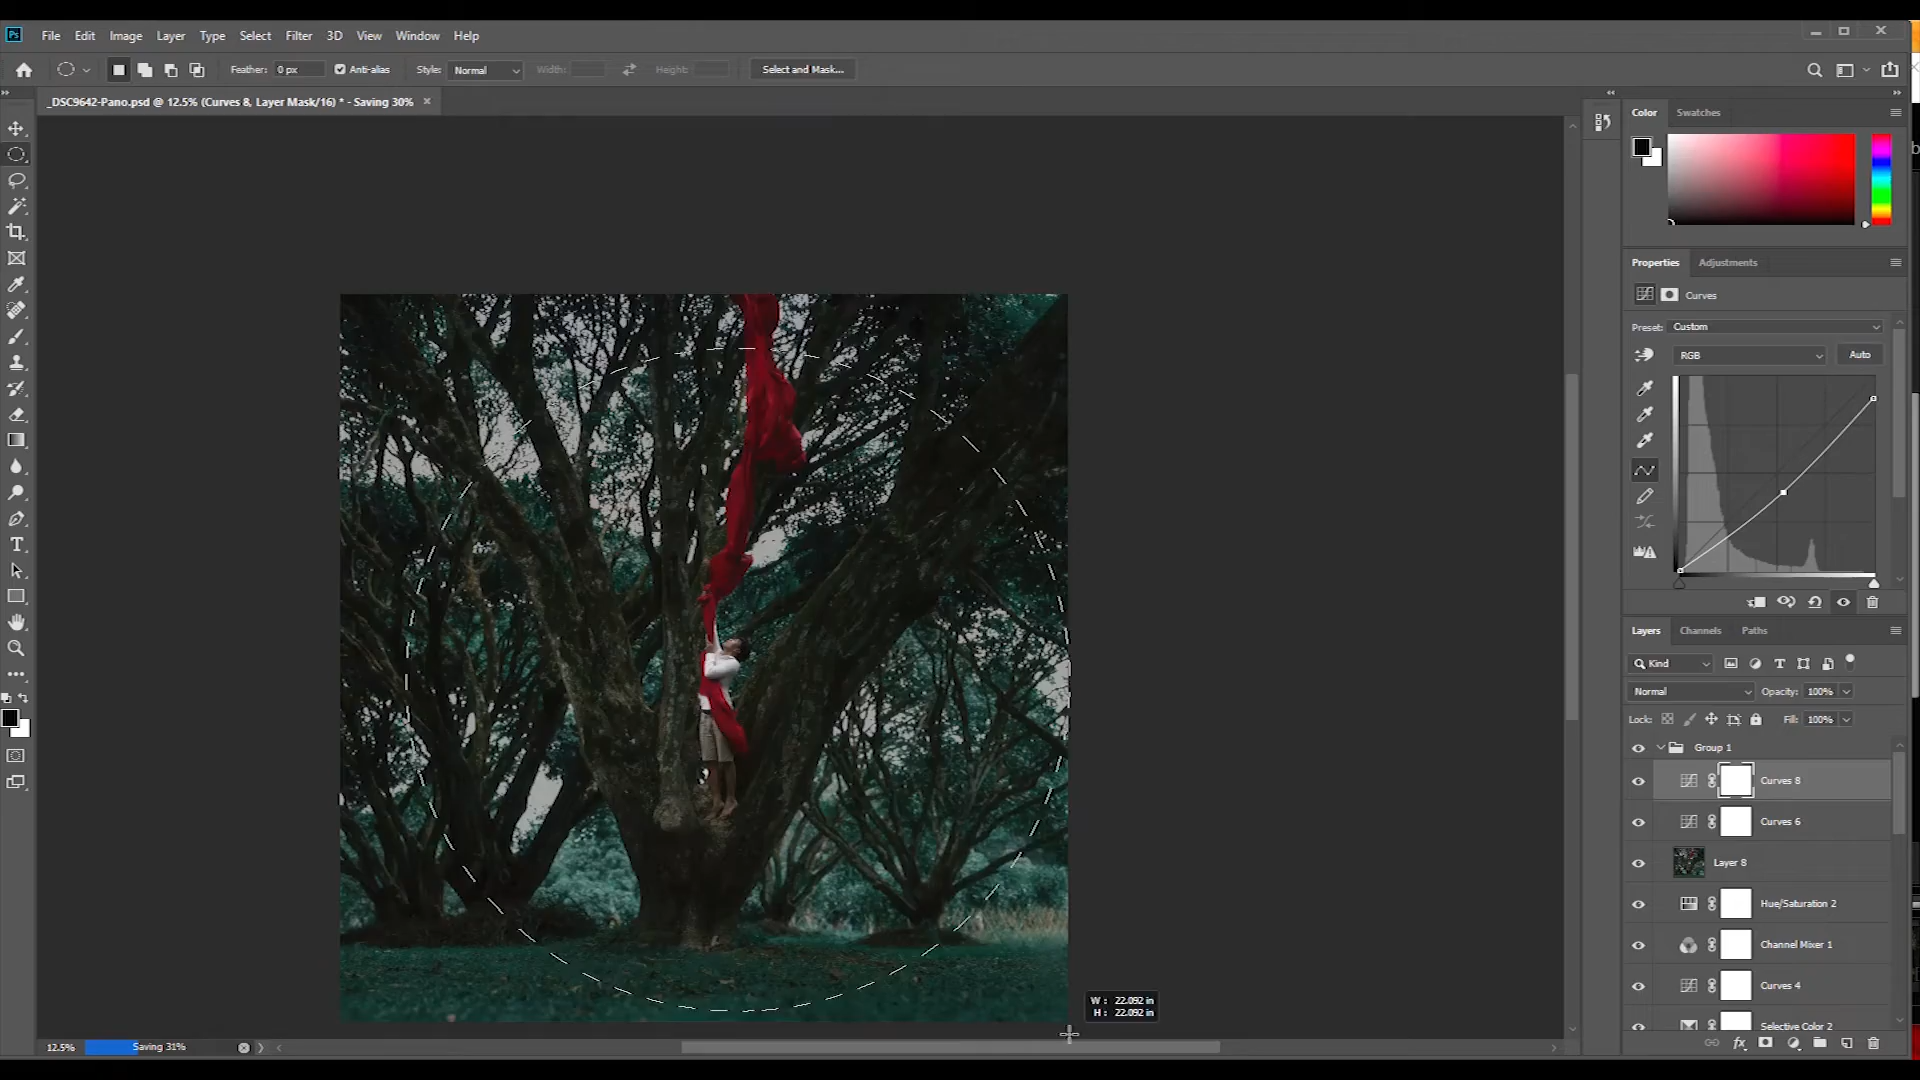 Ps File Edit Image Layer Type Select Filter 3D View Window Help
Feather: 0 px Anti-alias Style: Normal Width: Height: Select and Mask...
_DSC9642-Pano.psd @ 12.5% (Curves 8, Layer Mask/16) * - Saving 30% ×
Color Swatches
Properties Adjustments
Curves
Preset: Custom
RGB Auto
Layers Channels Paths
Kind
Normal Opacity: 100%
Lock: Fill: 100%
Group 1
Curves 8
Curves 6
Layer 8
Hue/Saturation 2
Channel Mixer 1
Curves 4
Selective Color 2
W : 22.092 in
H : 22.092 in
12.5% Saving 31%